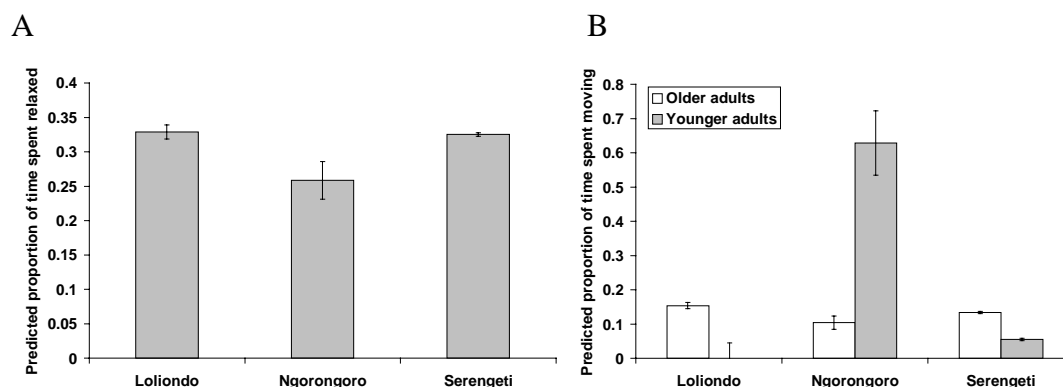 A
Predicted proportion of time spent relaxed
0.4
0.35
0.3
0.25
0.2
0.15
0.1
0.05
0
Loliondo Ngorongoro Serengeti
B
Predicted proportion of time spent moving
0.8
0.7
0.6
0.5
0.4
0.3
0.2
0.1
0
Older adults
Younger adults
Loliondo Ngorongoro Serengeti